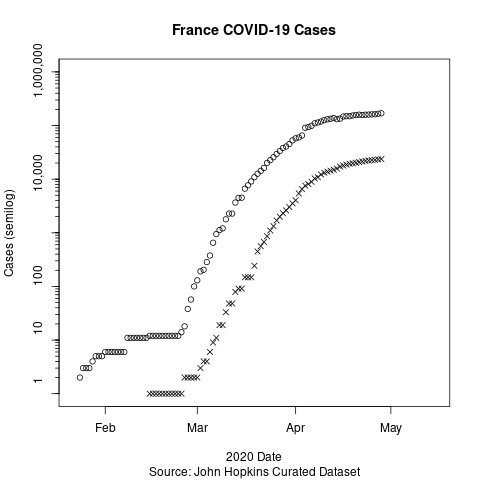 France COVID-19 Cases
1,000,000
10,000
100
10
1
Cases (semilog)
Feb
Mar
Apr
May
2020 Date
Source: John Hopkins Curated Dataset